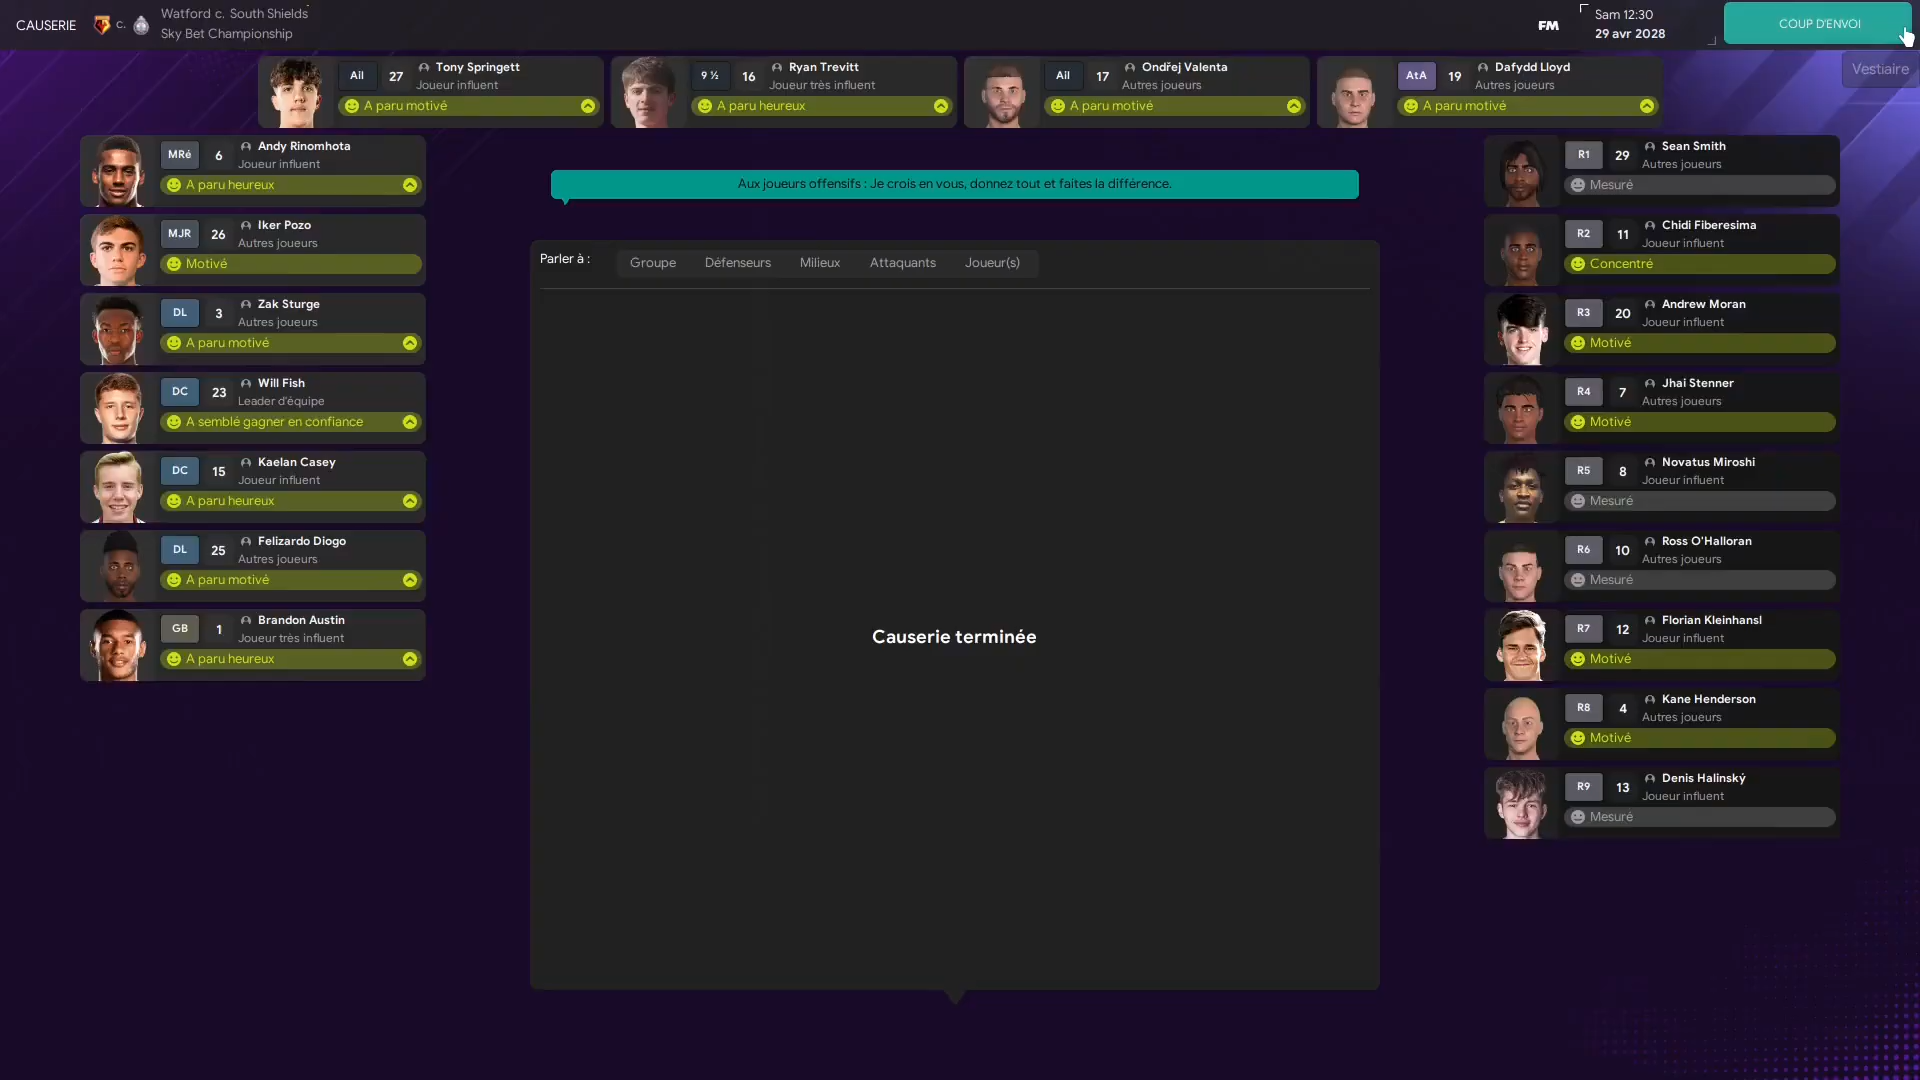 CAUSERIE
c.
Watford c. South Shields
Sky Bet Championship
FM
Sam 12:30
29 avr 2028
COUP D'ENVOI
Vestiaire
Ail 27 Tony Springett
Joueur influent
A paru motivé
9 ½ 16 Ryan Trevitt
Joueur très influent
A paru heureux
Ail 17 Ondřej Valenta
Autres joueurs
A paru motivé
AtA 19 Dafydd Lloyd
Autres joueurs
A paru motivé
MRé 6 Andy Rinomhota
Joueur influent
A paru heureux
MJR 26 Iker Pozo
Autres joueurs
Motivé
DL 3 Zak Sturge
Autres joueurs
A paru motivé
DC 23 Will Fish
Leader d'équipe
A semblé gagner en confiance
DC 15 Kaelan Casey
Joueur influent
A paru heureux
DL 25 Felizardo Diogo
Autres joueurs
A paru motivé
GB 1 Brandon Austin
Joueur très influent
A paru heureux
Aux joueurs offensifs : Je crois en vous, donnez tout et faites la différence.
Parler à : Groupe Défenseurs Milieux Attaquants Joueur(s)
Causerie terminée
R1 29 Sean Smith
Autres joueurs
Mesuré
R2 11 Chidi Fiberesima
Joueur influent
Concentré
R3 20 Andrew Moran
Joueur influent
Motivé
R4 7 Jhai Stenner
Autres joueurs
Motivé
R5 8 Novatus Miroshi
Joueur influent
Mesuré
R6 10 Ross O'Halloran
Autres joueurs
Mesuré
R7 12 Florian Kleinhansl
Joueur influent
Motivé
R8 4 Kane Henderson
Autres joueurs
Motivé
R9 13 Denis Halinský
Joueur influent
Mesuré